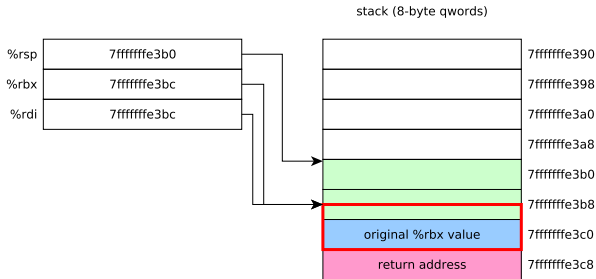 stack (8-byte qwords)
%rsp 7fffffffe3b0 7fffffffe390
%rbx 7fffffffe3bc 7fffffffe398
%rdi 7fffffffe3bc 7fffffffe3a0
7fffffffe3a8
7fffffffe3b0
7fffffffe3b8
original %rbx value 7fffffffe3c0
return address 7fffffffe3c8